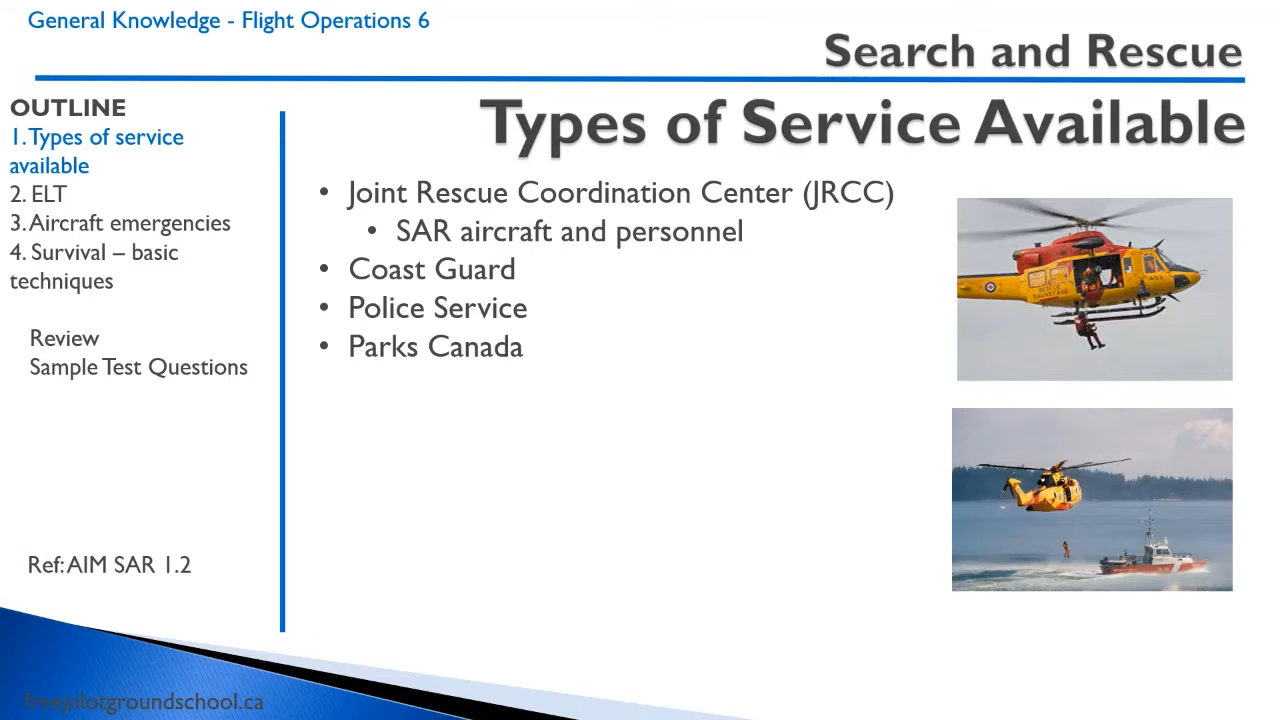 General Knowledge - Flight Operations 6
Search and Rescue
OUTLINE
1. Types of service
available
2. ELT
3. Aircraft emergencies
4. Survival – basic
techniques
Review
Sample Test Questions
Ref: AIM SAR 1.2
Types of Service Available
• Joint Rescue Coordination Center (JRCC)
• SAR aircraft and personnel
• Coast Guard
• Police Service
• Parks Canada
RESCUE
SAUVETAGE
freepilotgroundschool.ca